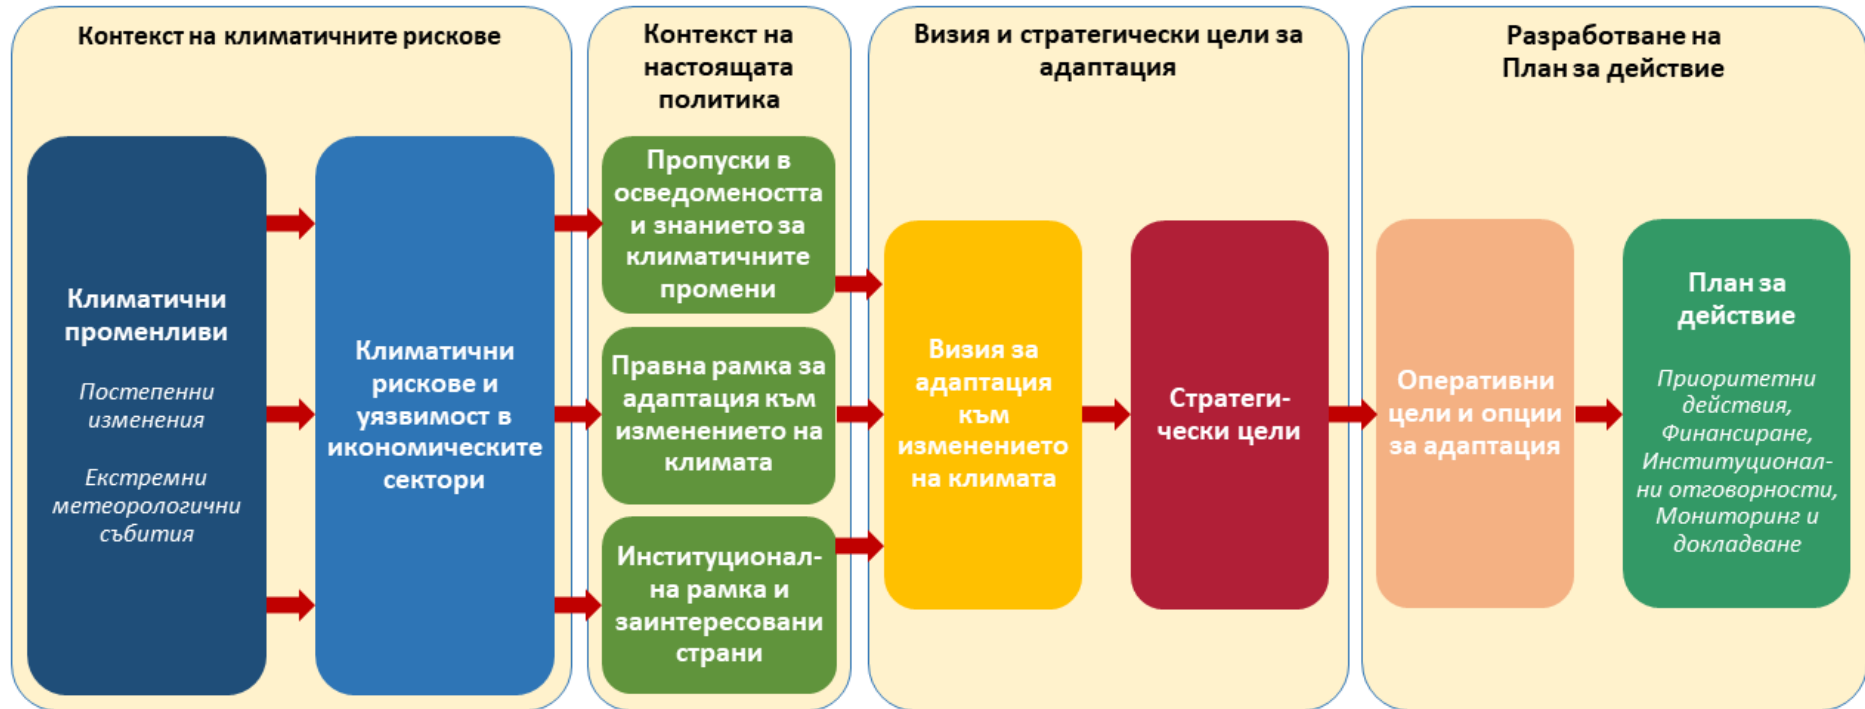 Контекст на климатичните рискове
Климатични
променливи
Постепенни
изменения
Екстремни
метеорологични
събития
Климатични
рискове и
уязвимост в
икономическите
сектори
Контекст на
настоящата
политика
Пропуски в
осведомеността
и знанието за
климатичните
промени
Правна рамка за
адаптация към
изменението на
климата
Институционал-
на рамка и
заинтересовани
страни
Визия и стратегически цели за
адаптация
Визия за
адаптация
към
изменението
на климата
Стратеги-
чески цели
Разработване на
План за действие
Оперативни
цели и опции
за адаптация
План за
действие
Приоритетни
действия,
Финансиране,
Институционал-
ни отговорности,
Мониторинг и
докладване